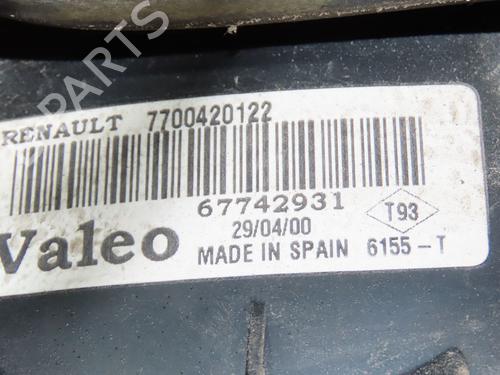 PARTS
RENAULT 7700420122
67742931
T93
Valeo
29/04/00
MADE IN SPAIN 6155-T